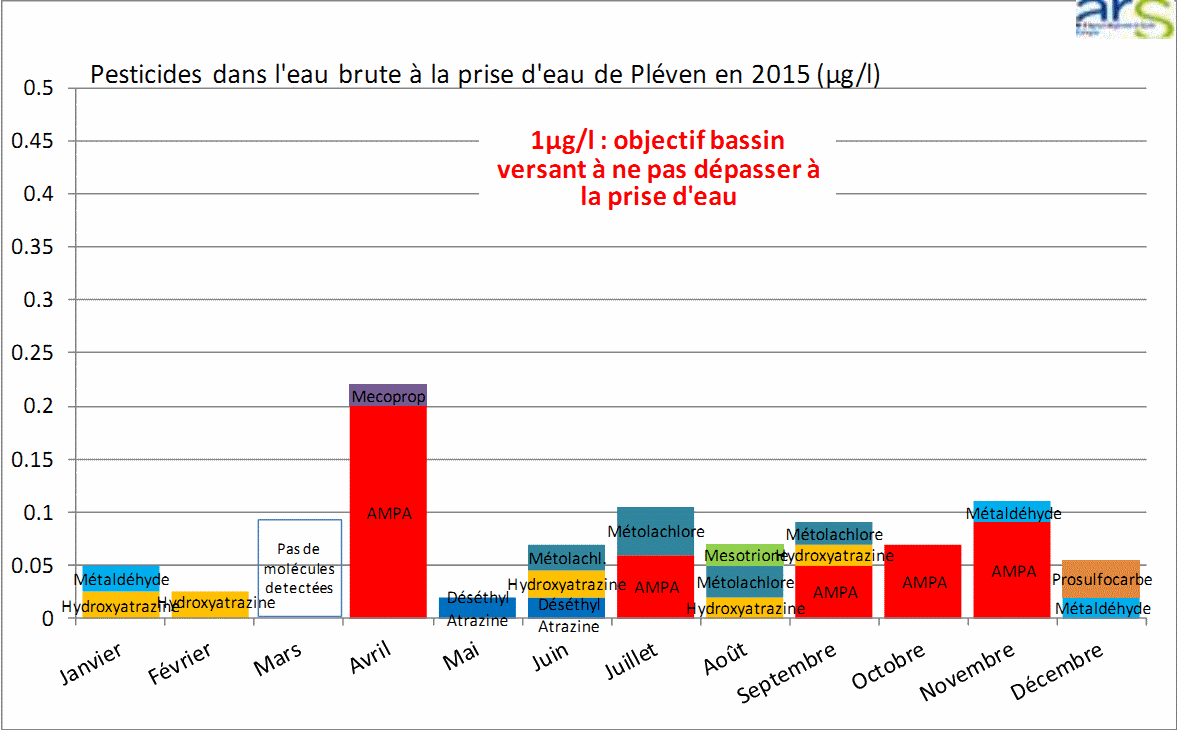 ars
Pesticides dans l'eau brute à la prise d'eau de Pléven en 2015 (µg/l)
0.5
0.45
0.4
0.35
0.3
0.25
0.2
0.15
0.1
0.05
0
1µg/l : objectif bassin
versant à ne pas dépasser à
la prise d'eau
Métaldéhyde
Hydroxyatrazine
Hydroxyatrazine
Pas de
molécules
detectées
Mecoprop
AMPA
Déséthyl
Atrazine
Métolachl.
Hydroxyatrazine
Déséthyl
Atrazine
Métolachlore
AMPA
Mesotrione
Métolachlore
Hydroxyatrazine
Métolachlore
Hydroxyatrazine
AMPA
AMPA
Métaldéhyde
AMPA
Prosulfocarbe
Métaldéhyde
Janvier
Février
Mars
Avril
Mai
Juin
Juillet
Août
Septembre
Octobre
Novembre
Décembre